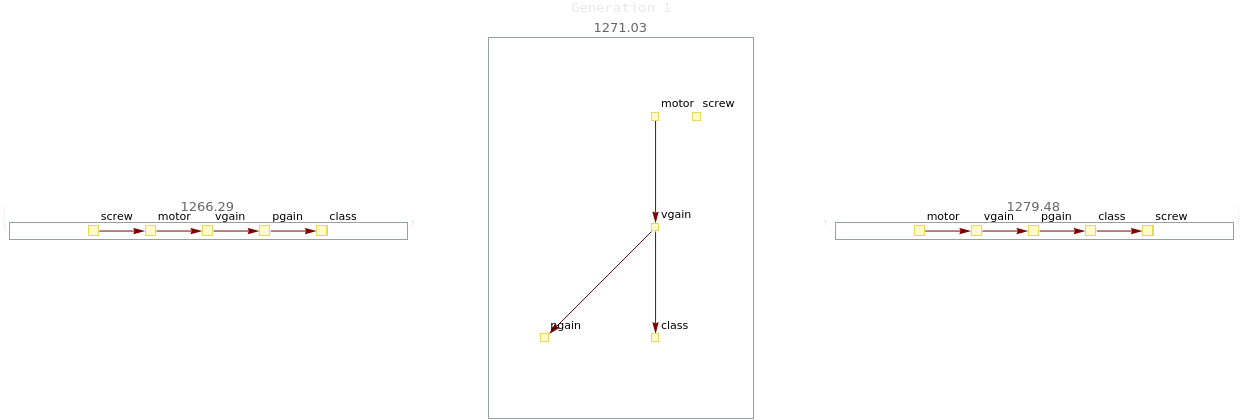 Generation 1
1266.29
screw motor vgain pgain class
1271.03
motor screw
vgain
pgain class
1279.48
motor vgain pgain class screw